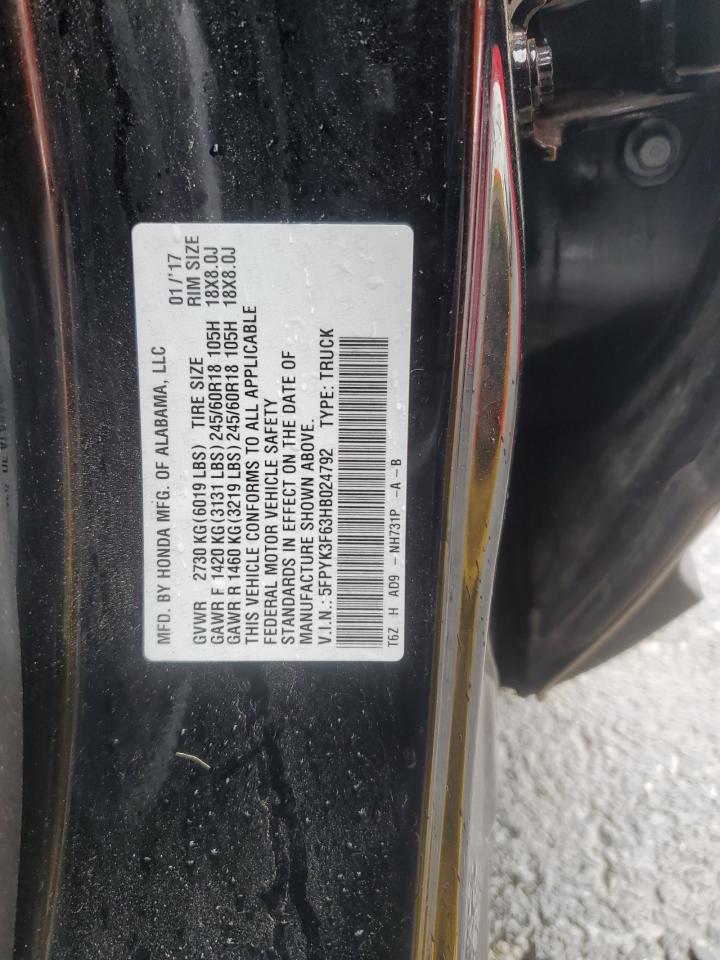 MFD. BY HONDA MFG. OF ALABAMA, LLC 01/'17
GVWR 2730 KG(6019 LBS) TIRE SIZE RIM SIZE
GAWR F 1420 KG(3131 LBS) 245/60R18 105H 18X8.0J
GAWR R 1460 KG(3219 LBS) 245/60R18 105H 18X8.0J
THIS VEHICLE CONFORMS TO ALL APPLICABLE
FEDERAL MOTOR VEHICLE SAFETY
STANDARDS IN EFFECT ON THE DATE OF
MANUFACTURE SHOWN ABOVE.
V.I.N.: 5FPYK3F63HB024792 TYPE: TRUCK
T6Z H AD9 - NH731P -A -B